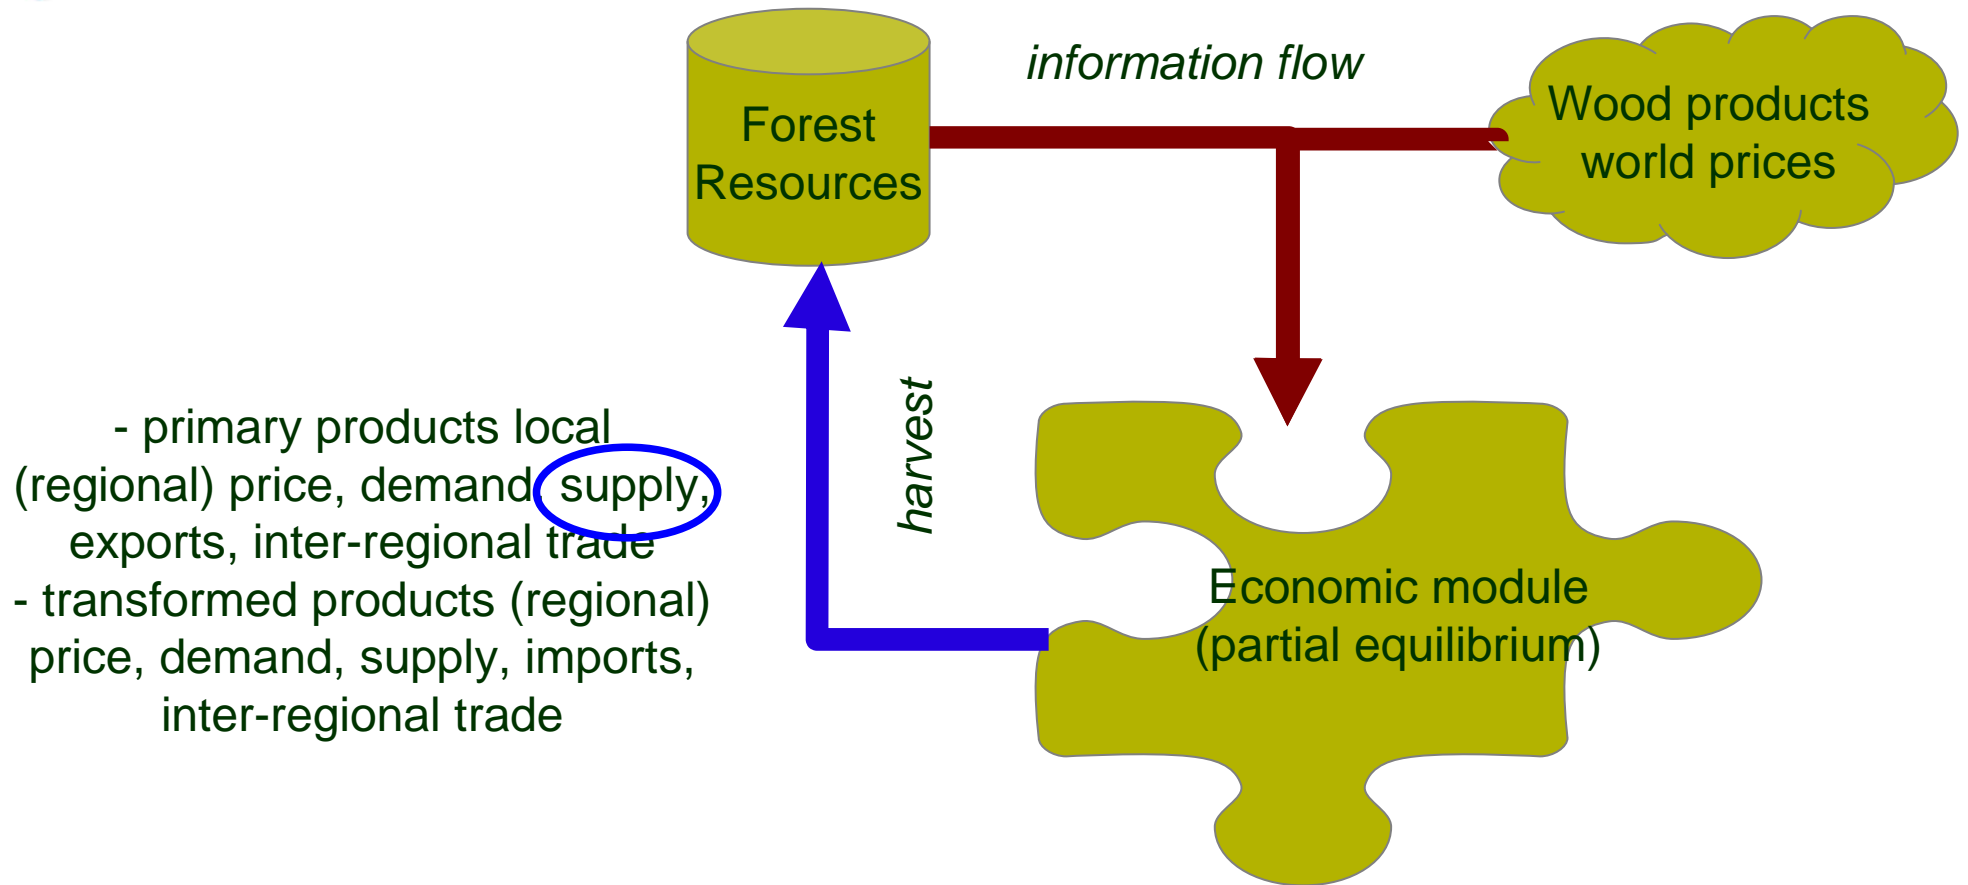 information flow
Forest
Resources
Wood products
world prices
harvest
- primary products local
(regional) price, demand, supply,
exports, inter-regional trade
- transformed products (regional)
price, demand, supply, imports,
inter-regional trade
Economic module
(partial equilibrium)